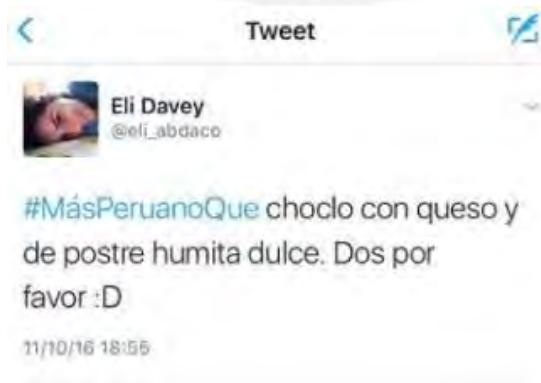 Tweet
Eli Davey
@eli_abdaco
#MásPeruanoQue choclo con queso y
de postre humita dulce. Dos por
favor :D
11/10/16 18:55